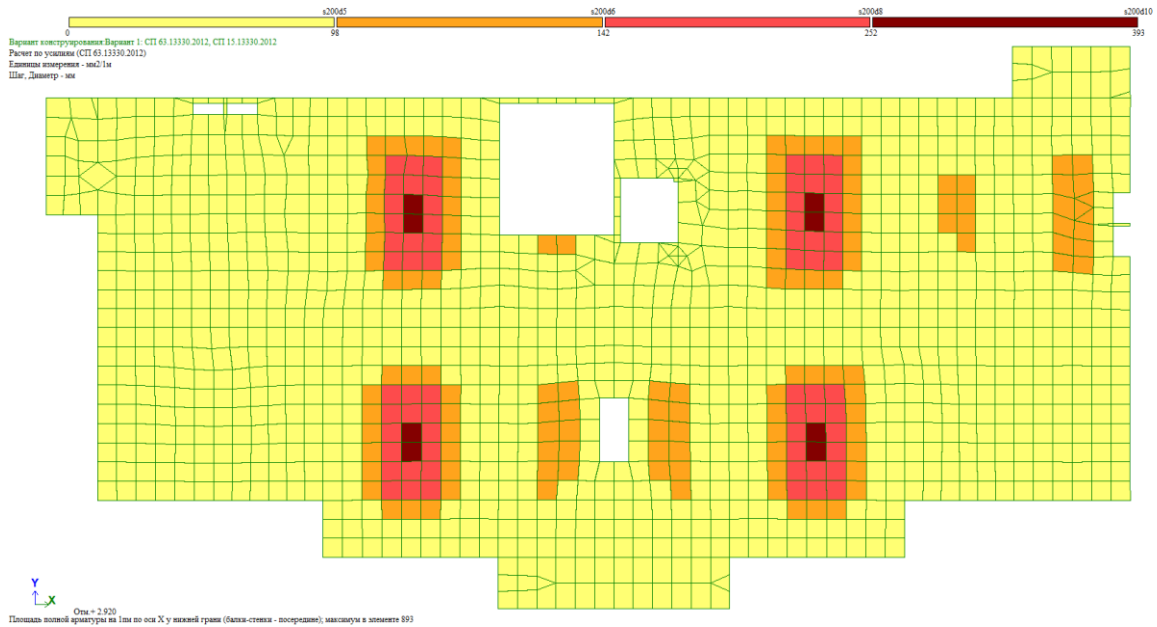 s200d5 s200d6 s200d8 s200d10
0 98 142 252 393
Вариант конструирования:Вариант 1: СП 63.13330.2012, СП 15.13330.2012
Расчет по усилиям (СП 63.13330.2012)
Единицы измерения - мм2/1м
Шаг, Диаметр - мм
Y
X
Отм.+ 2.920
Площадь полной арматуры на 1пм по оси X у нижней грани (балки-стенки - посередине); максимум в элементе 893